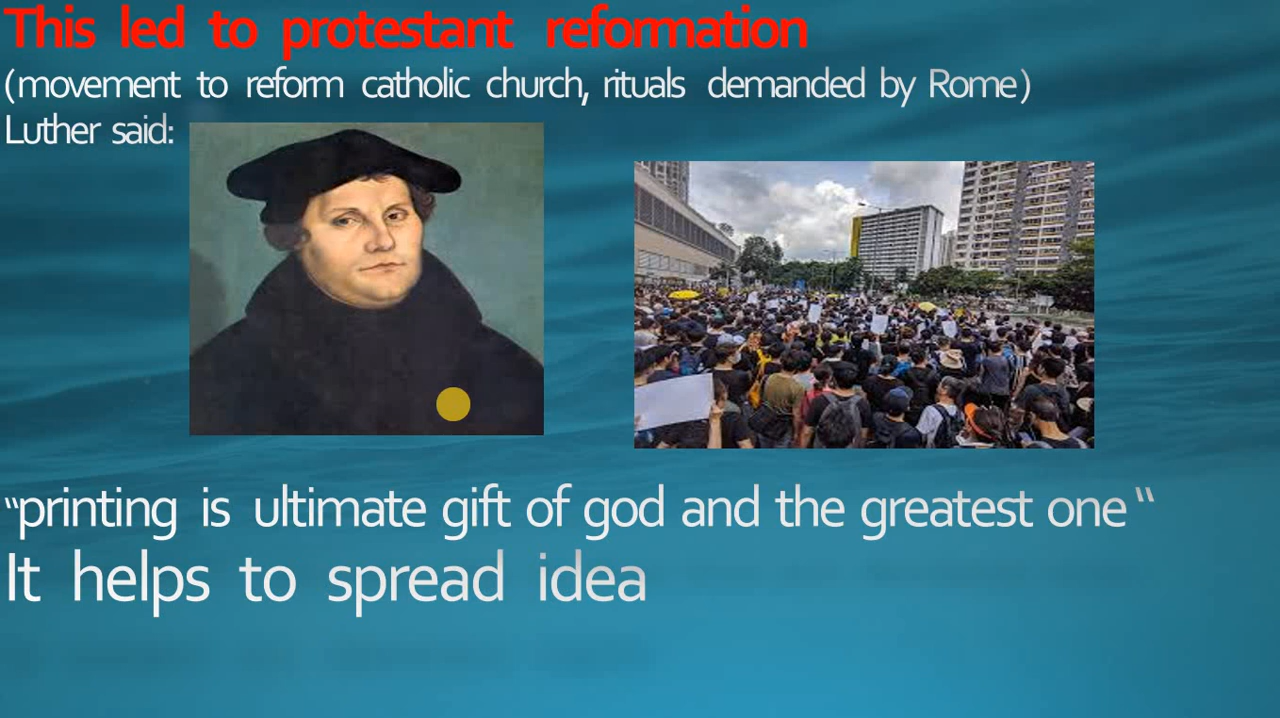 This led to protestant reformation
(movement to reform catholic church, rituals demanded by Rome)
Luther said:
“printing is ultimate gift of god and the greatest one“
It helps to spread idea